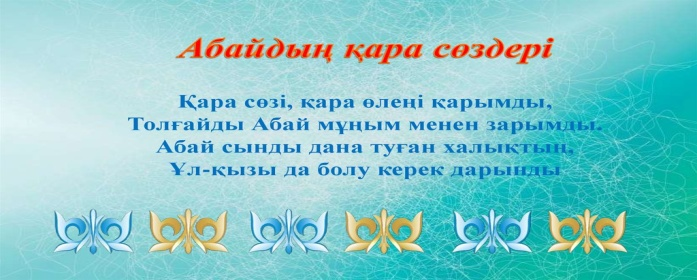 Абайдың қара сөздері
Қара сөзі, қара өлеңі қарымды,
Толғайды Абай мұңым менен зарымды.
Абай сынды дана туған халықтың,
Ұл-қызы да болу керек дарынды